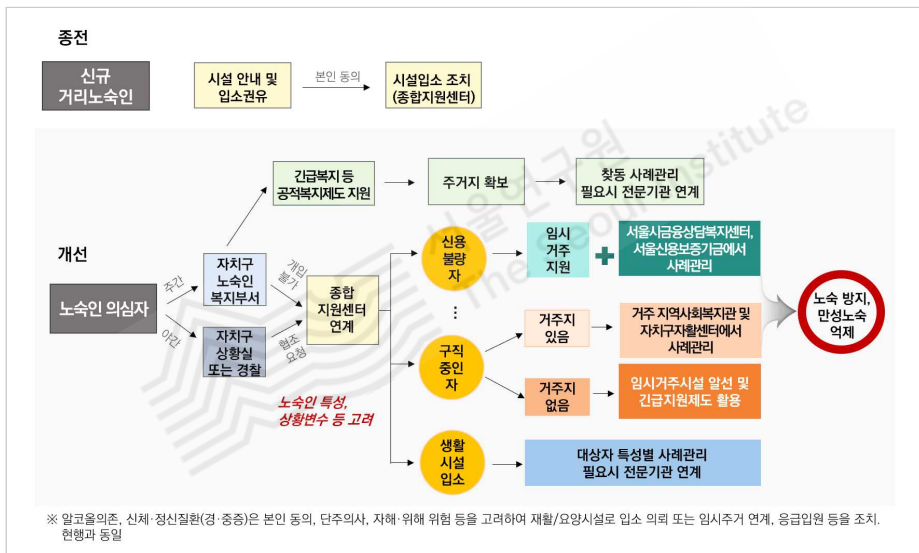 종전
신규
거리노숙인
시설 안내 및
입소권유
본인 동의
시설입소 조치
(종합지원센터)
개선
노숙인 의심자
주간
야간
자치구
노숙인
복지부서
자치구
상황실
또는 경찰
긴급복지 등
공적복지제도 지원
주거지 확보
찾동 사례관리
필요시 전문기관 연계
개입
불가
협조
요청
종합
지원센터
연계
노숙인 특성,
상황변수 등 고려
신용
불량
자
임시
거주
지원
서울시금융상담복지센터,
서울신용보증기금에서
사례관리
⋮
구직
중인
자
거주지
있음
거주 지역사회복지관 및
자치구자활센터에서
사례관리
거주지
없음
임시거주시설 알선 및
긴급지원제도 활용
생활
시설
입소
대상자 특성별 사례관리
필요시 전문기관 연계
노숙 방지,
만성노숙
억제
※ 알코올의존, 신체·정신질환(경·중증)은 본인 동의, 단주의사, 자해·위해 위험 등을 고려하여 재활/요양시설로 입소 의뢰 또는 임시주거 연계, 응급입원 등을 조치.
현행과 동일
서울연구원
The Seoul Institute